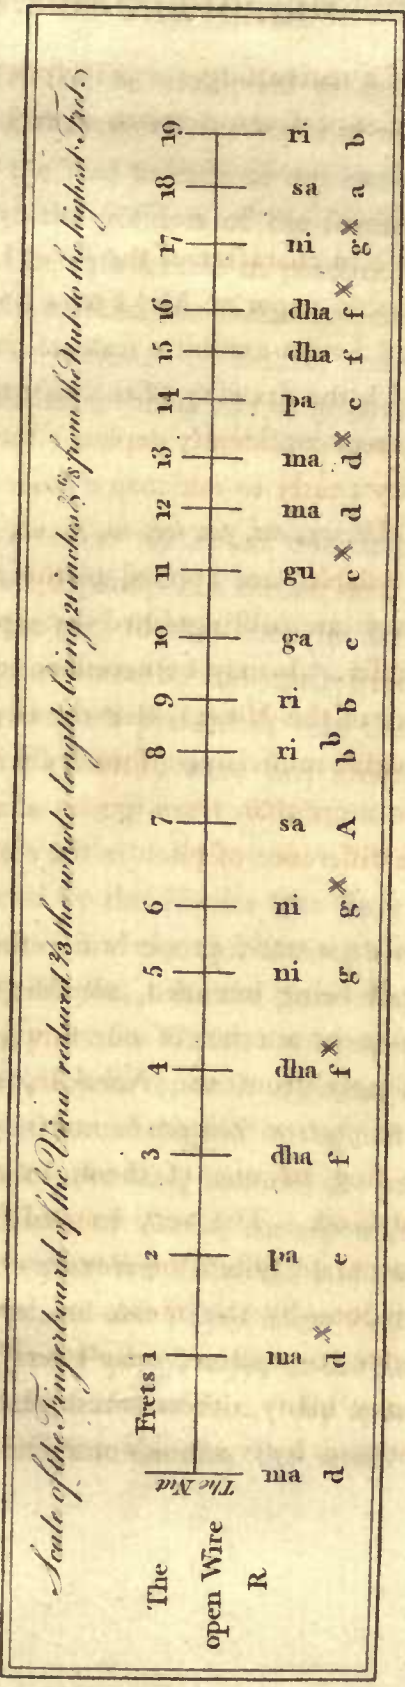 Scale of the Fingerboard of the Vina reduced 2/3 the whole length being 21 inches 5/8 from the Nut to the highest Fret.
Frets 1 2 3 4 5 6 7 8 9 10 11 12 13 14 15 16 17 18 19
The Nut
The
open Wire
R
ma ma pa dha dha ni ni sa ri ri ga gu ma ma pa dha dha ni sa ri
d d× e f f× g g× A b♭ b c c× d d× c f f× g× a b